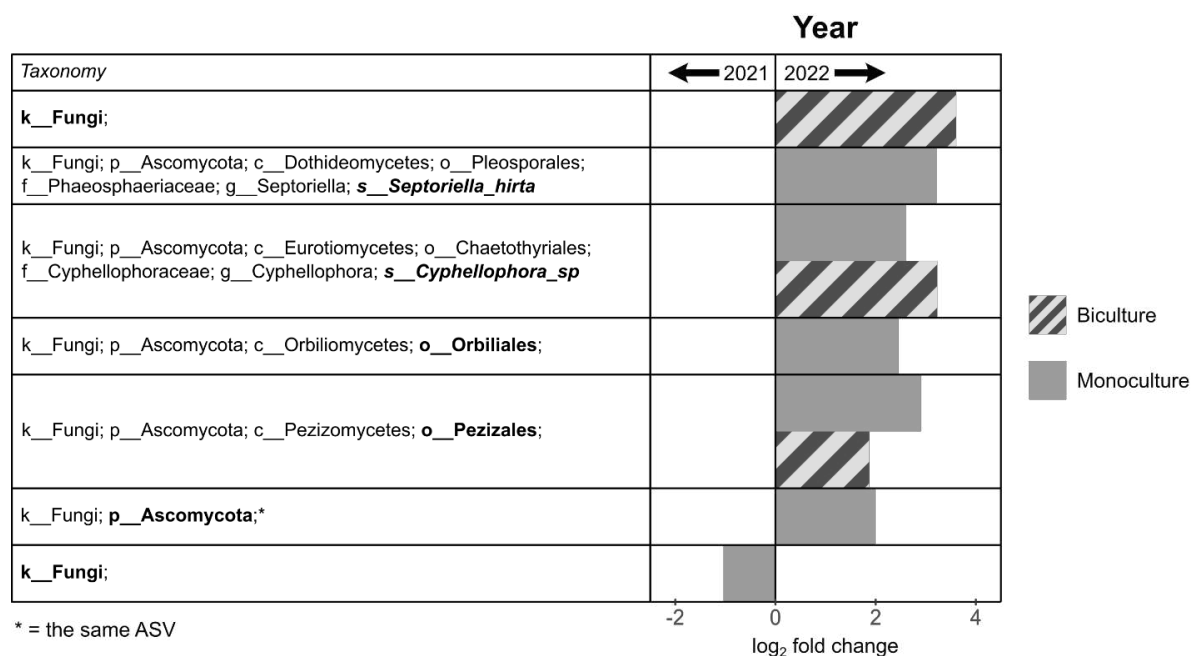 Year
Taxonomy
2021
2022
k__Fungi;
k__Fungi; p__Ascomycota; c__Dothideomycetes; o__Pleosporales;
f__Phaeosphaeriaceae; g__Septoriella; s__Septoriella_hirta
k__Fungi; p__Ascomycota; c__Eurotiomycetes; o__Chaetothyriales;
f__Cyphellophoraceae; g__Cyphellophora; s__Cyphellophora_sp
k__Fungi; p__Ascomycota; c__Orbiliomycetes; o__Orbiliales;
k__Fungi; p__Ascomycota; c__Pezizomycetes; o__Pezizales;
k__Fungi; p__Ascomycota;*
k__Fungi;
-2 0 2 4
log₂ fold change
* = the same ASV
Biculture
Monoculture